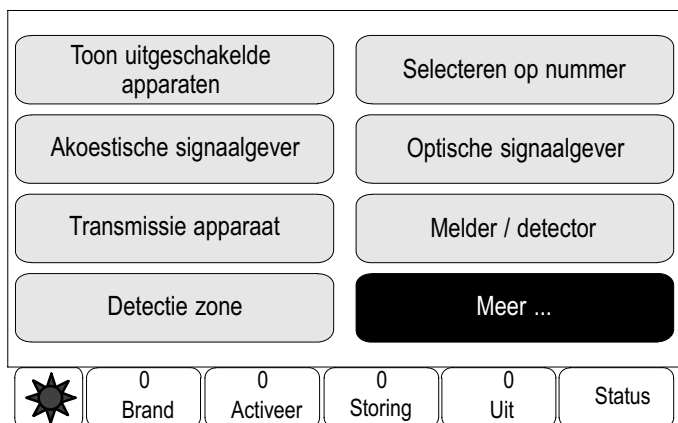 Toon uitgeschakelde
apparaten
Selecteren op nummer
Akoestische signaalgever
Optische signaalgever
Transmissie apparaat
Melder / detector
Detectie zone
Meer ...
0
Brand
0
Activeer
0
Storing
0
Uit
Status